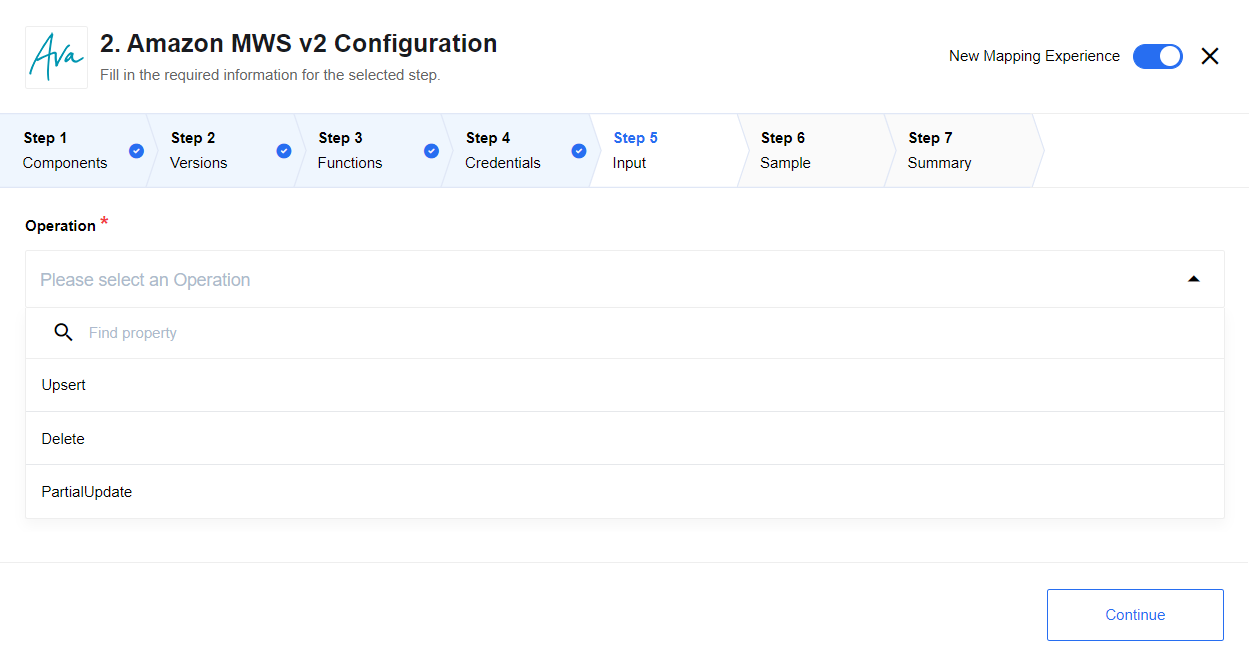 Ava
2. Amazon MWS v2 Configuration
Fill in the required information for the selected step.
New Mapping Experience
Step 1
Components
Step 2
Versions
Step 3
Functions
Step 4
Credentials
Step 5
Input
Step 6
Sample
Step 7
Summary
Operation *
Please select an Operation
Find property
Upsert
Delete
PartialUpdate
Continue